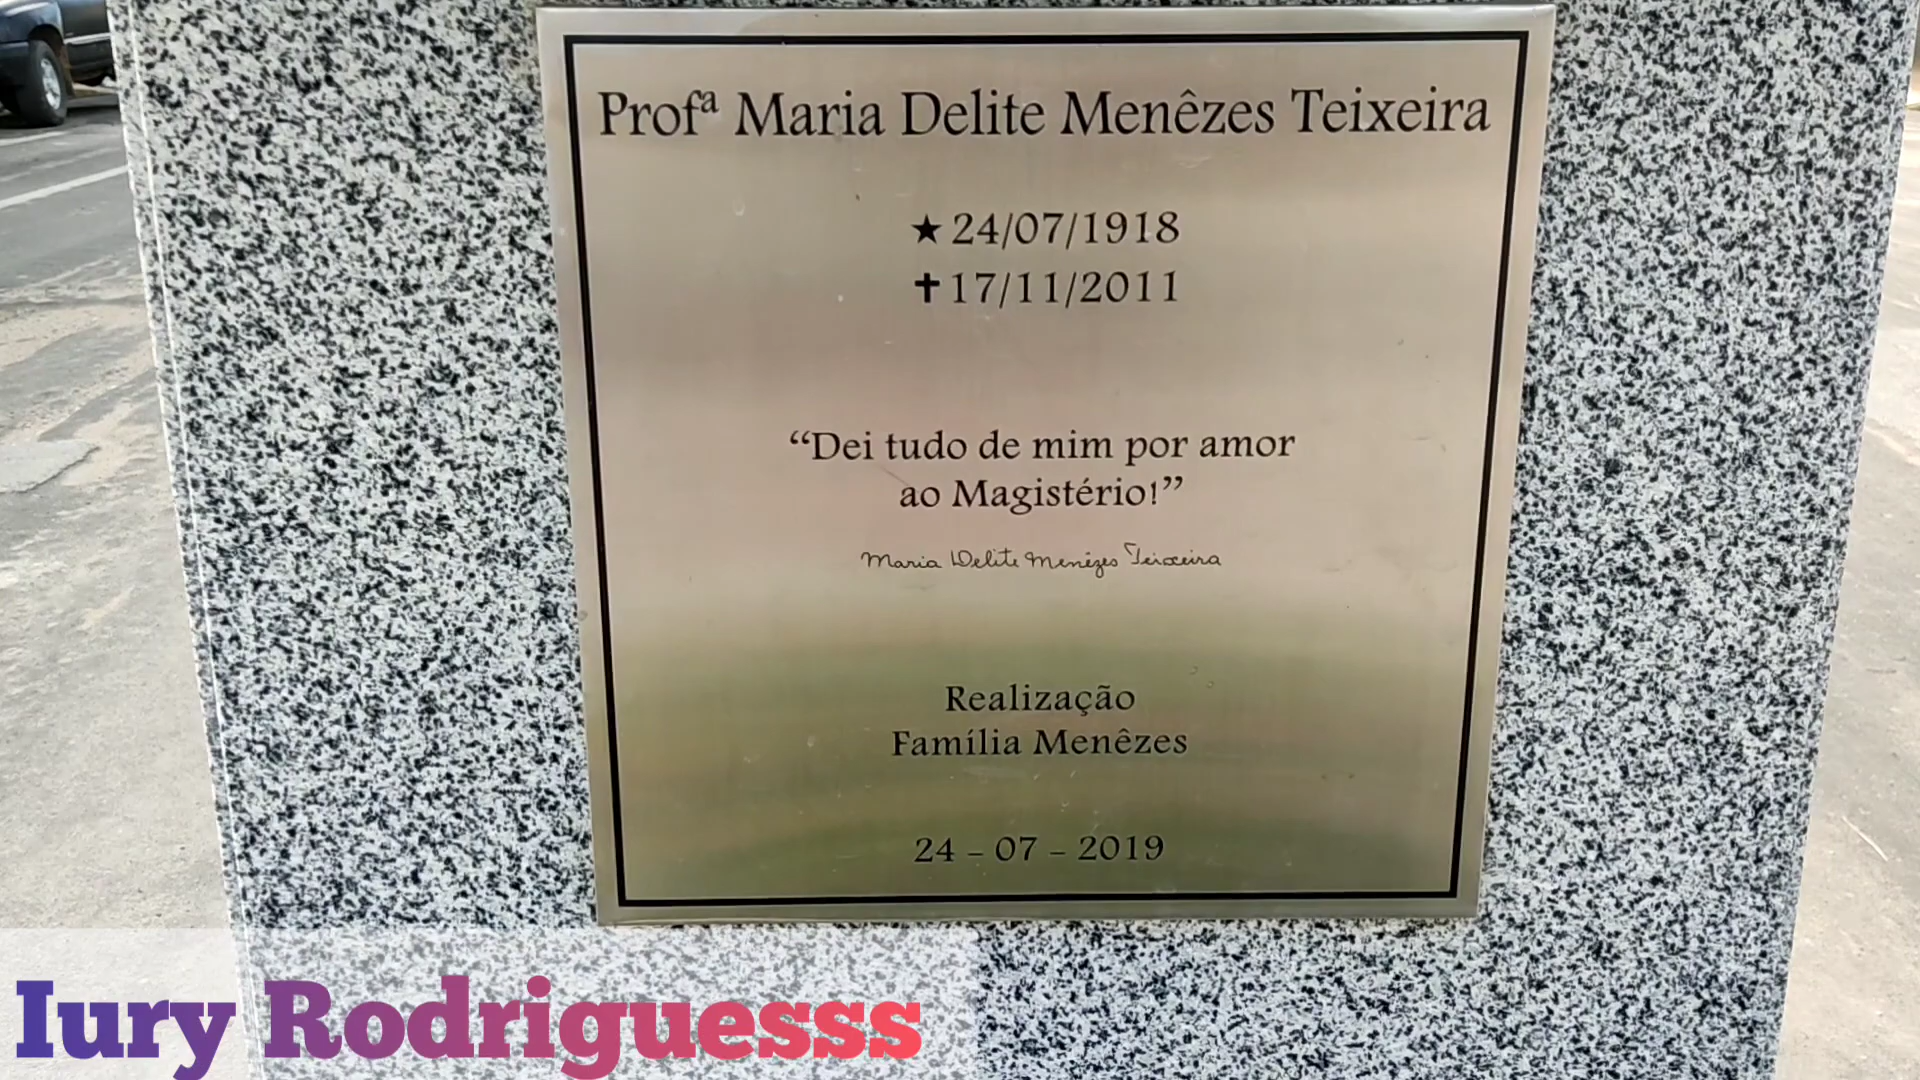 Profª Maria Delite Menêzes Teixeira
★ 24/07/1918
✝ 17/11/2011
“Dei tudo de mim por amor
ao Magistério!”
Maria Delite Menêzes Teixeira
Realização
Família Menêzes
24 – 07 – 2019
Iury Rodriguesss